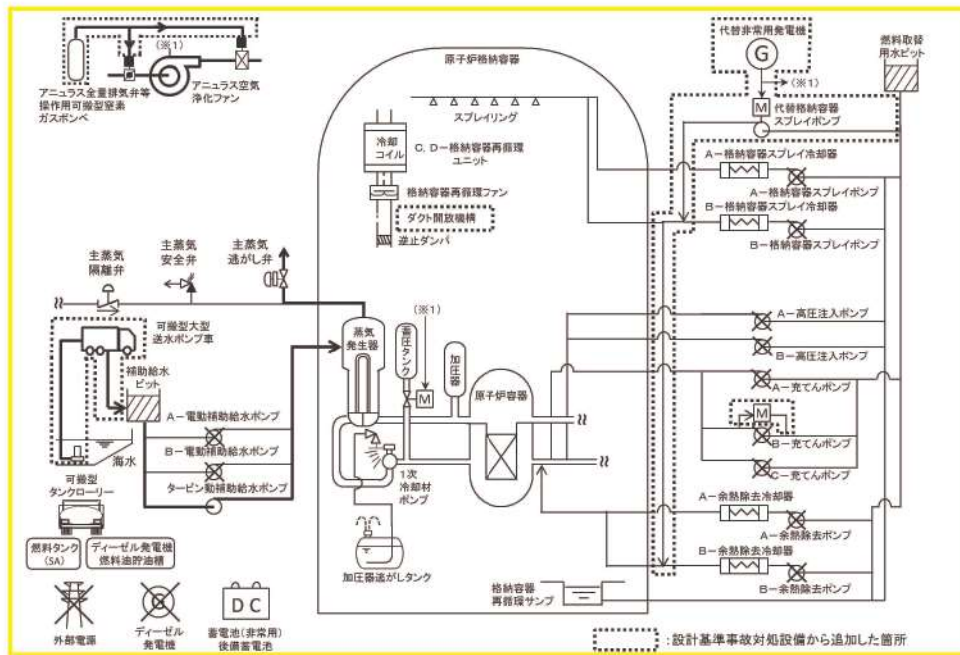 (※1)
アニュラス全量排気弁等
操作用可搬型窒素
ガスボンベ
アニュラス空気
浄化ファン
原子炉格納容器
スプレイリング
冷却
コイル
C, D-格納容器再循環
ユニット
格納容器再循環ファン
ダクト開放機構
逆止ダンパ
代替非常用発電機
G
(※1)
M
代替格納容器
スプレイポンプ
燃料取替
用水ピット
A-格納容器スプレイ冷却器
A-格納容器スプレイポンプ
B-格納容器スプレイ冷却器
B-格納容器スプレイポンプ
主蒸気
隔離弁
主蒸気
安全弁
主蒸気
逃がし弁
可搬型大型
送水ポンプ車
補助給水
ピット
海水
A-電動補助給水ポンプ
B-電動補助給水ポンプ
タービン動補助給水ポンプ
蒸気
発生器
蓄圧タンク
(※1)
M
加圧器
原子炉容器
1次
冷却材
ポンプ
加圧器逃がしタンク
A-高圧注入ポンプ
B-高圧注入ポンプ
A-充てんポンプ
M
B-充てんポンプ
C-充てんポンプ
A-余熱除去冷却器
A-余熱除去ポンプ
B-余熱除去冷却器
B-余熱除去ポンプ
格納容器
再循環サンプ
可搬型
タンクローリー
燃料タンク
(SA)
ディーゼル発電機
燃料油貯油槽
外部電源
ディーゼル
発電機
DC
蓄電池(非常用)
後備蓄電池
:設計基準事故対処設備から追加した箇所